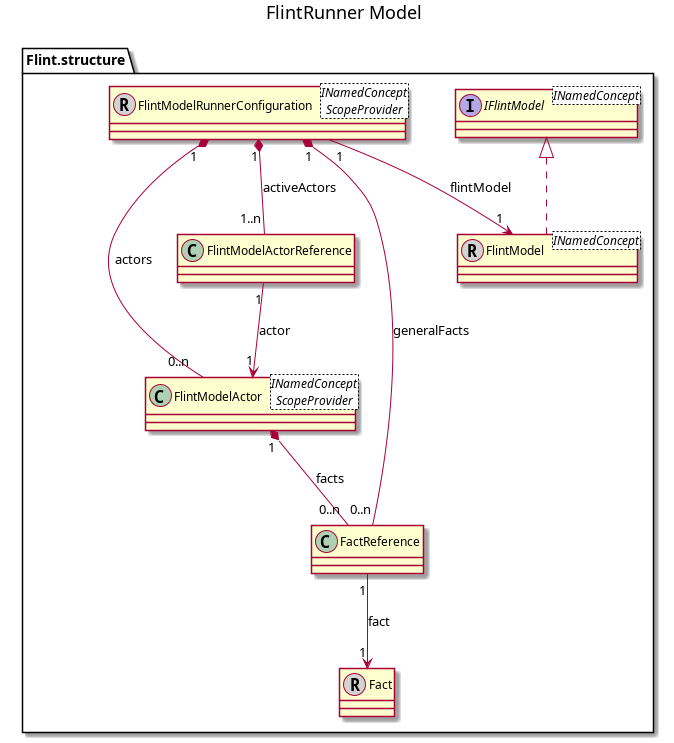 FlintRunner Model
Flint.structure
R FlintModelRunnerConfiguration
INamedConcept
ScopeProvider
I IFlintModel
INamedConcept
1
1
1
1
activeActors
flintModel
1..n
1
C FlintModelActorReference
R FlintModel
INamedConcept
actors
1
actor
generalFacts
0..n
1
C FlintModelActor
INamedConcept
ScopeProvider
1
facts
0..n
0..n
C FactReference
1
fact
1
R Fact